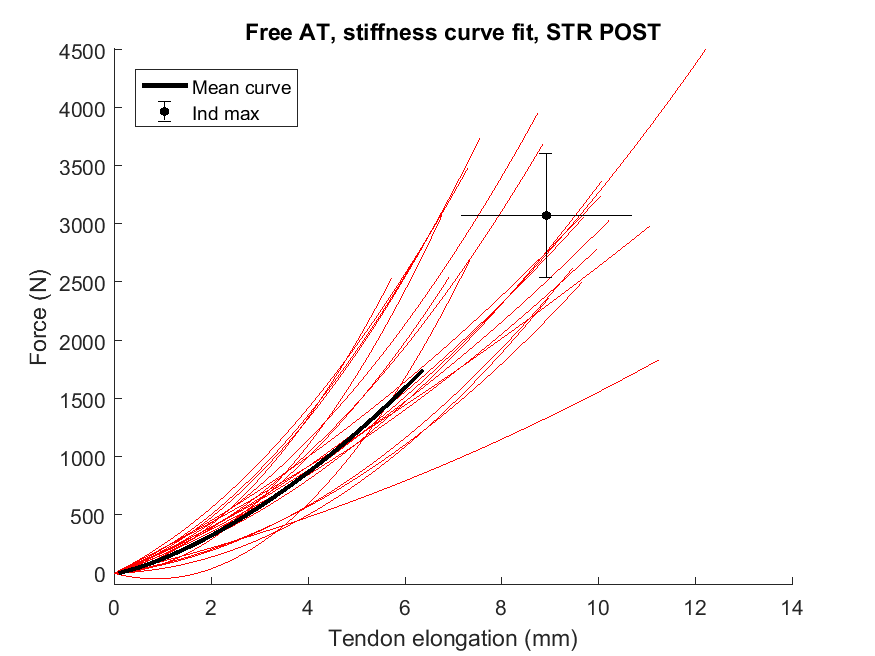 Free AT, stiffness curve fit, STR POST
4500
4000
3500
3000
2500
2000
1500
1000
500
0
Force (N)
Mean curve
Ind max
0 2 4 6 8 10 12 14
Tendon elongation (mm)